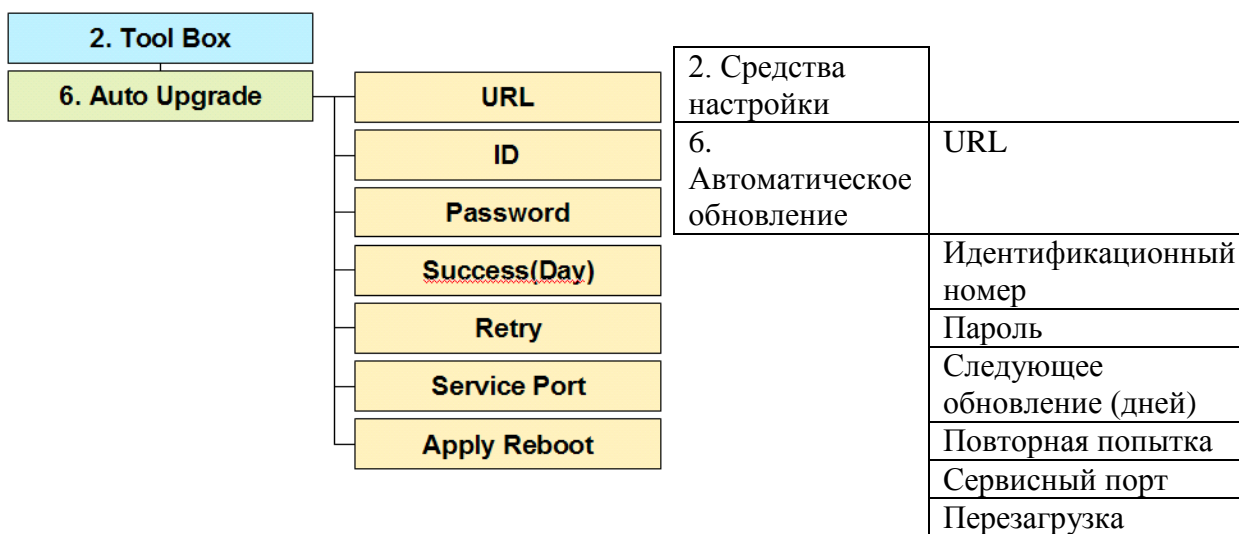 2. Tool Box
6. Auto Upgrade
URL
ID
Password
Success(Day)
Retry
Service Port
Apply Reboot
2. Средства
настройки
6.
Автоматическое
обновление
URL
Идентификационный
номер
Пароль
Следующее
обновление (дней)
Повторная попытка
Сервисный порт
Перезагрузка